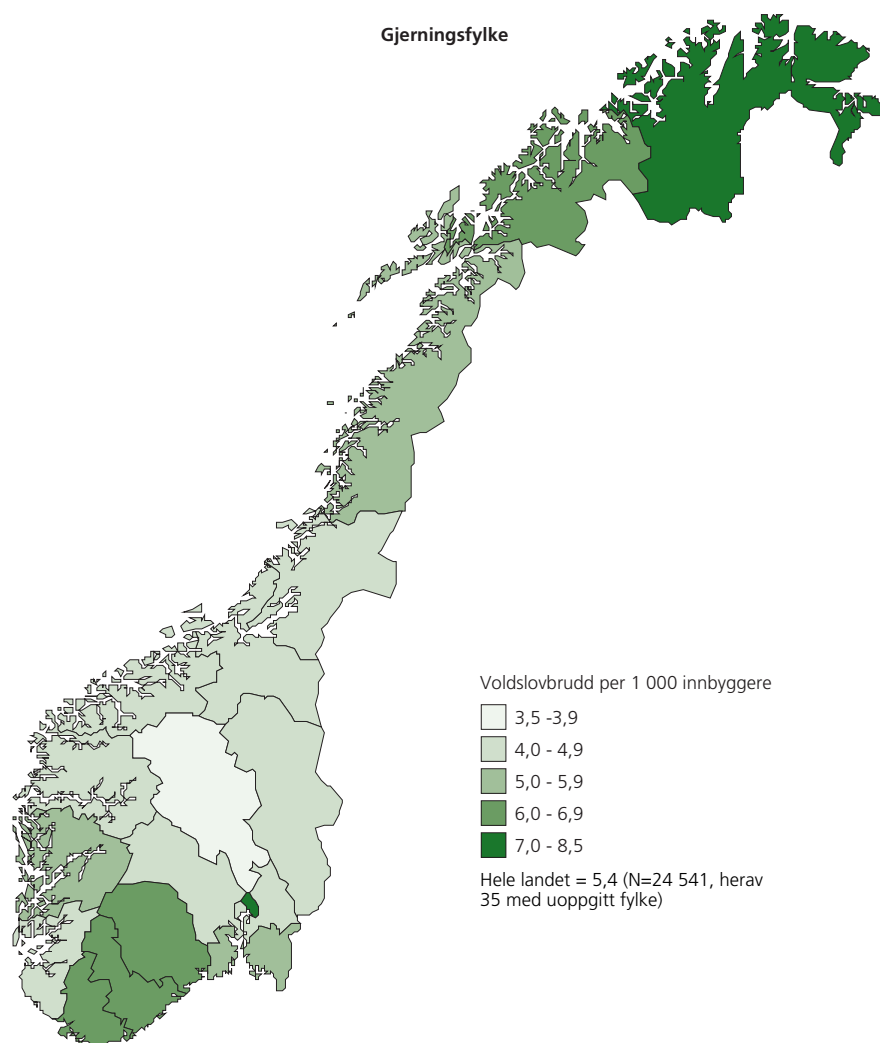 Gjerningsfylke
Voldslovbrudd per 1 000 innbyggere
3,5 -3,9
4,0 - 4,9
5,0 - 5,9
6,0 - 6,9
7,0 - 8,5
Hele landet = 5,4 (N=24 541, herav
35 med uoppgitt fylke)